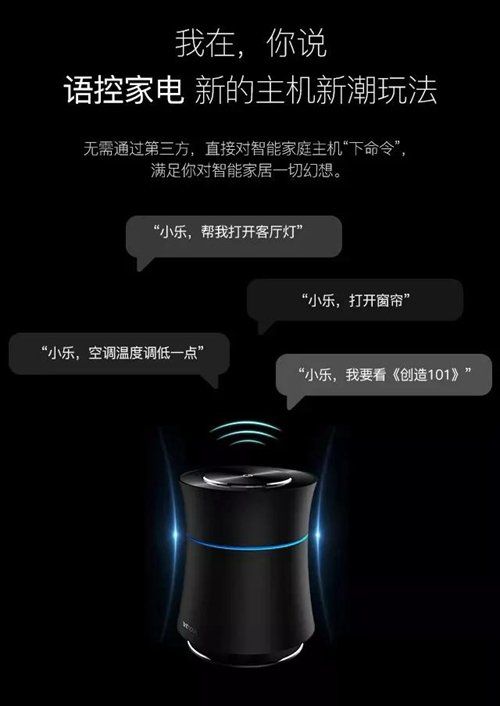 我在，你说
语控家电 新的主机新潮玩法
无需通过第三方，直接对智能家庭主机“下命令”，
满足你对智能家居一切幻想。
“小乐，帮我打开客厅灯”
“小乐，打开窗帘”
“小乐，空调温度调低一点”
“小乐，我要看《创造101》”